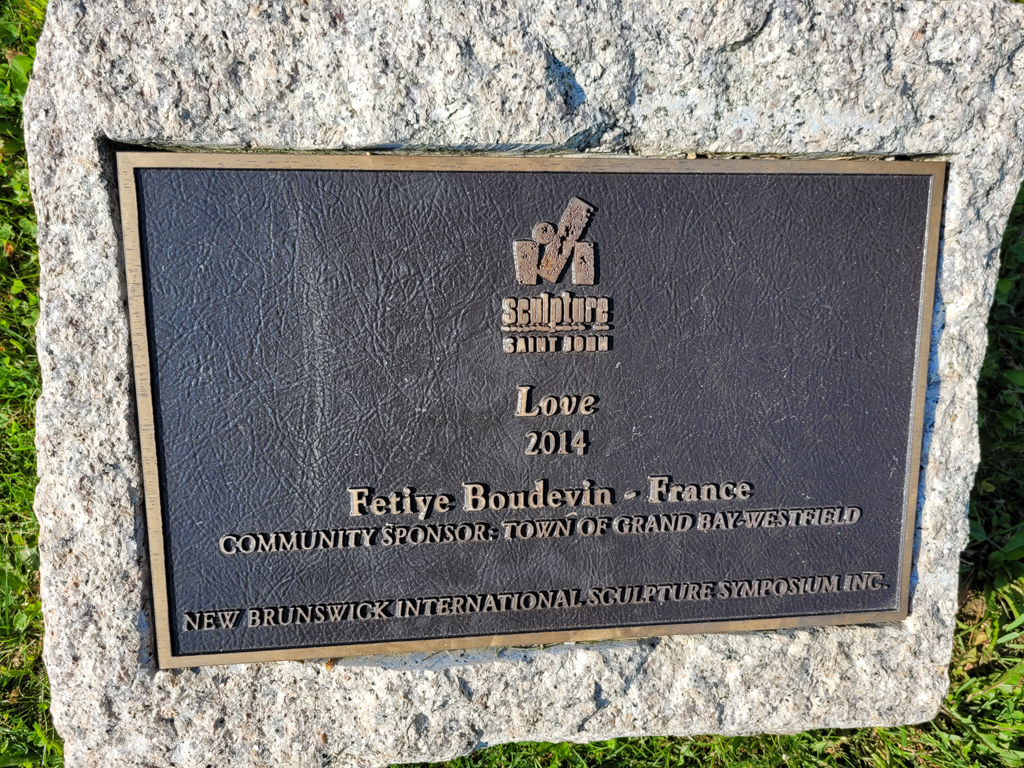 sculpture
SAINT JOHN
Love
2014
Fetiye Boudevin - France
COMMUNITY SPONSOR: TOWN OF GRAND BAY-WESTFIELD
NEW BRUNSWICK INTERNATIONAL SCULPTURE SYMPOSIUM INC.